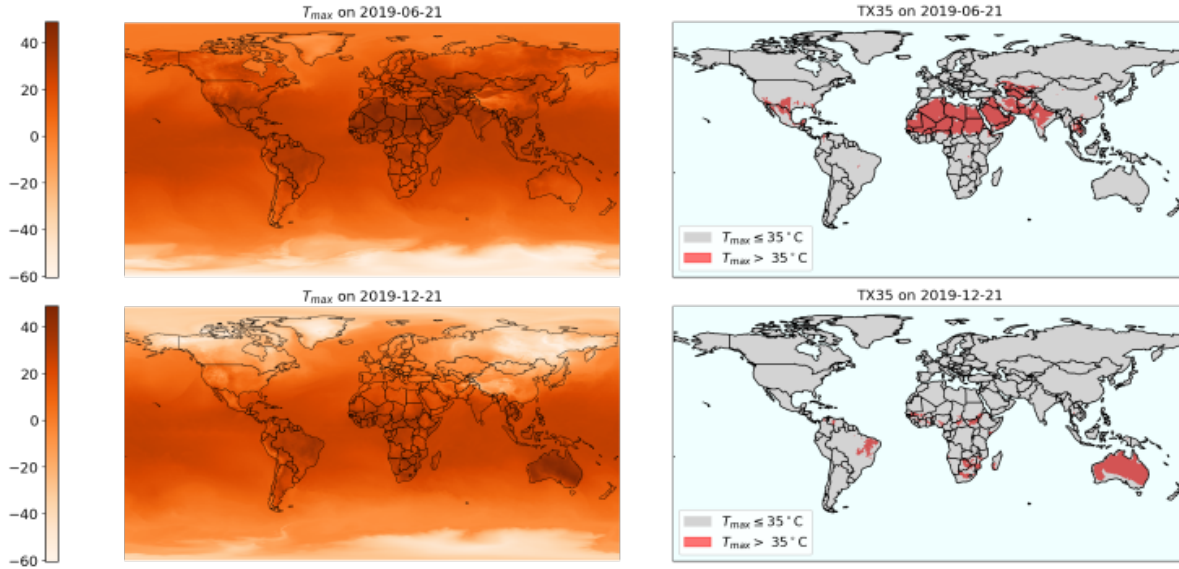 T_max on 2019-06-21
TX35 on 2019-06-21
40
20
0
−20
−40
−60
T_max ≤ 35°C
T_max > 35°C
T_max on 2019-12-21
TX35 on 2019-12-21
40
20
0
−20
−40
−60
T_max ≤ 35°C
T_max > 35°C